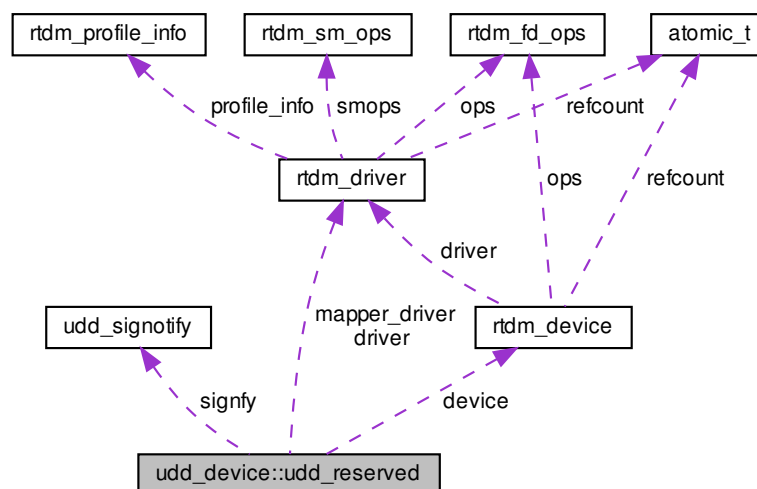 rtdm_profile_info
rtdm_sm_ops
rtdm_fd_ops
atomic_t
profile_info
smops
ops
refcount
rtdm_driver
ops
refcount
driver
udd_signotify
mapper_driver
driver
rtdm_device
signfy
device
udd_device::udd_reserved